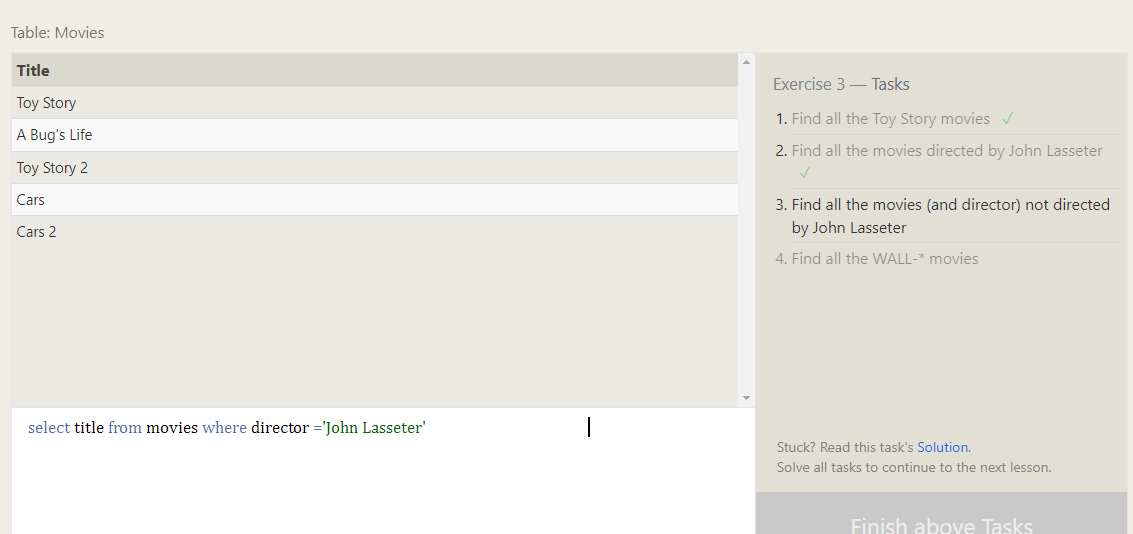 Table: Movies
Title
Toy Story
A Bug's Life
Toy Story 2
Cars
Cars 2
select title from movies where director ='John Lasseter'
Exercise 3 — Tasks
1. Find all the Toy Story movies ✓
2. Find all the movies directed by John Lasseter
✓
3. Find all the movies (and director) not directed
by John Lasseter
4. Find all the WALL-* movies
Stuck? Read this task's Solution.
Solve all tasks to continue to the next lesson.
Finish above Tasks